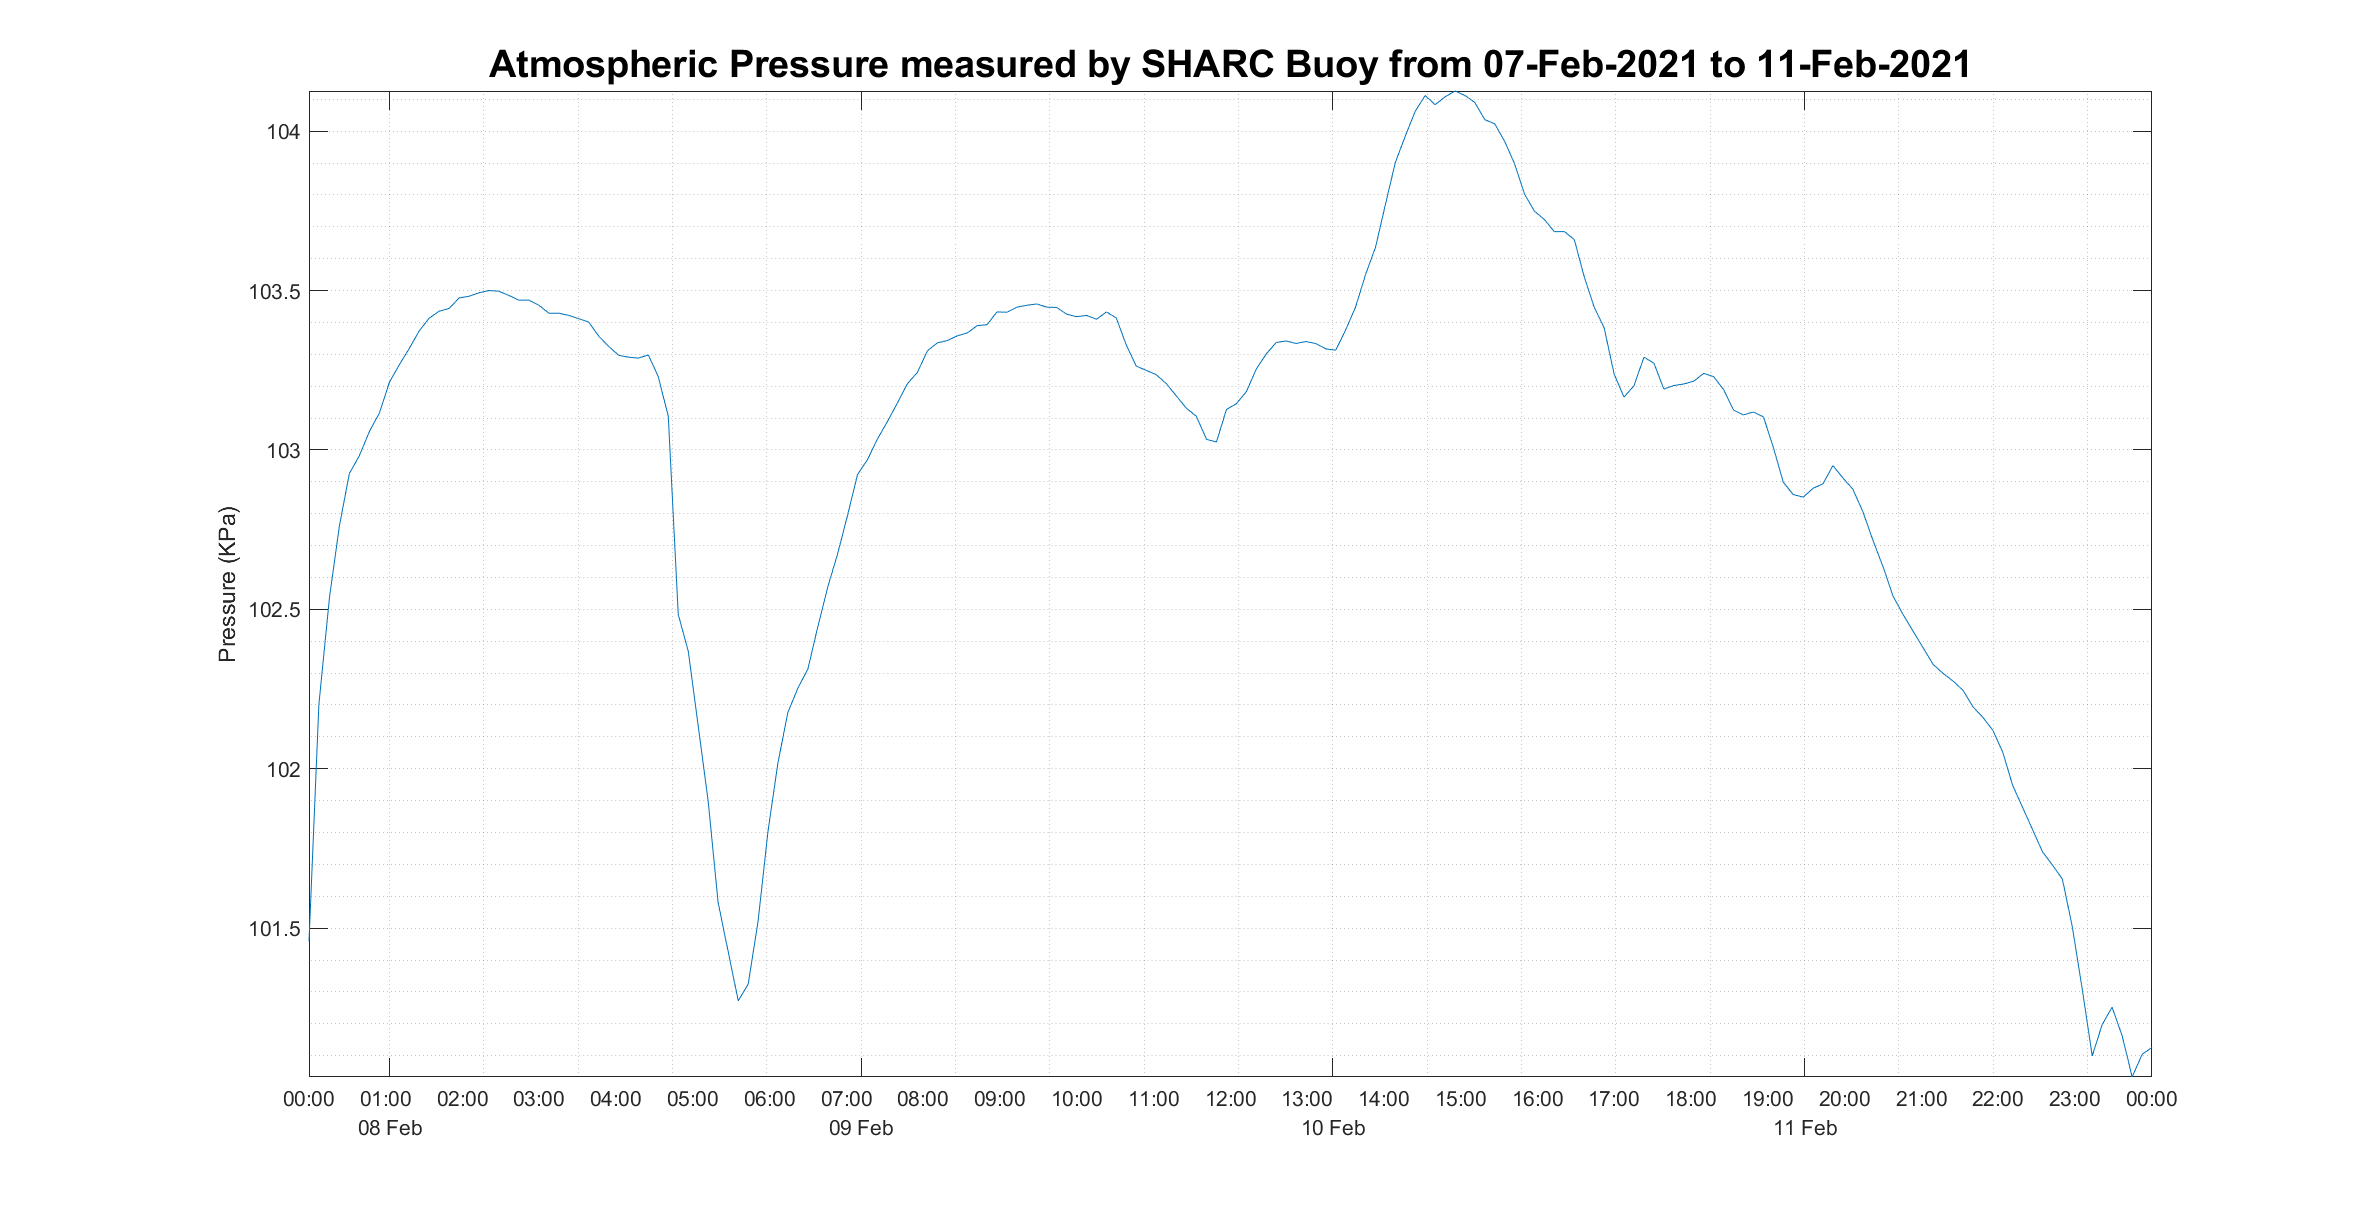 Atmospheric Pressure measured by SHARC Buoy from 07-Feb-2021 to 11-Feb-2021
104
103.5
103
102.5
102
101.5
Pressure (KPa)
00:00 01:00 02:00 03:00 04:00 05:00 06:00 07:00 08:00 09:00 10:00 11:00 12:00 13:00 14:00 15:00 16:00 17:00 18:00 19:00 20:00 21:00 22:00 23:00 00:00
08 Feb 09 Feb 10 Feb 11 Feb